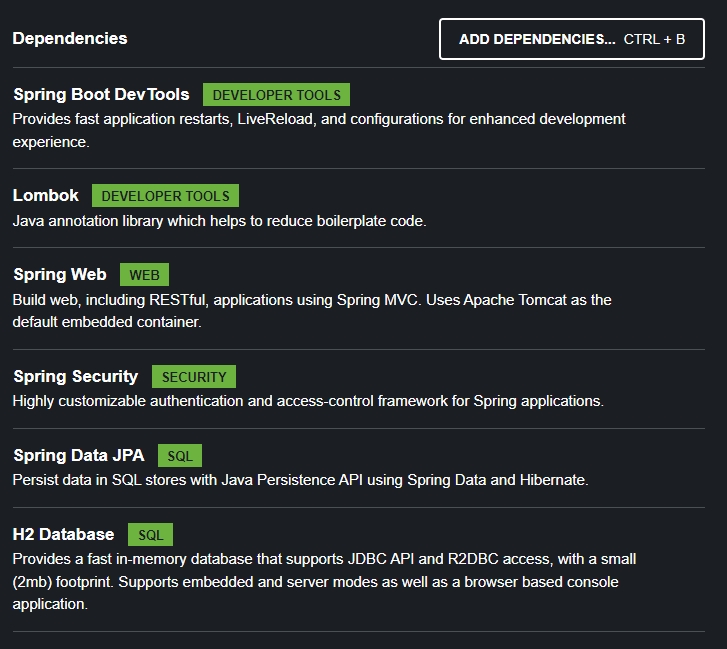 Dependencies
ADD DEPENDENCIES... CTRL + B
Spring Boot DevTools DEVELOPER TOOLS
Provides fast application restarts, LiveReload, and configurations for enhanced development
experience.
Lombok DEVELOPER TOOLS
Java annotation library which helps to reduce boilerplate code.
Spring Web WEB
Build web, including RESTful, applications using Spring MVC. Uses Apache Tomcat as the
default embedded container.
Spring Security SECURITY
Highly customizable authentication and access-control framework for Spring applications.
Spring Data JPA SQL
Persist data in SQL stores with Java Persistence API using Spring Data and Hibernate.
H2 Database SQL
Provides a fast in-memory database that supports JDBC API and R2DBC access, with a small
(2mb) footprint. Supports embedded and server modes as well as a browser based console
application.